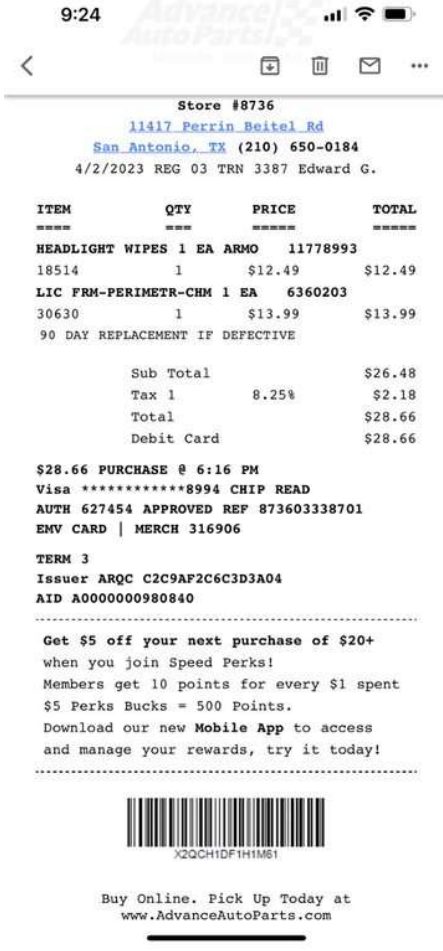 9:24
Advance
Auto Parts
Store #8736
11417 Perrin Beitel Rd
San Antonio, TX (210) 650-0184
4/2/2023 REG 03 TRN 3387 Edward G.
ITEM QTY PRICE TOTAL
==== === ===== =====
HEADLIGHT WIPES 1 EA ARMO 11778993
18514 1 $12.49 $12.49
LIC FRM-PERIMETR-CHM 1 EA 6360203
30630 1 $13.99 $13.99
90 DAY REPLACEMENT IF DEFECTIVE
Sub Total $26.48
Tax 1 8.25% $2.18
Total $28.66
Debit Card $28.66
$28.66 PURCHASE @ 6:16 PM
Visa ************8994 CHIP READ
AUTH 627454 APPROVED REF 873603338701
EMV CARD | MERCH 316906
TERM 3
Issuer ARQC C2C9AF2C6C3D3A04
AID A0000000980840
Get $5 off your next purchase of $20+
when you join Speed Perks!
Members get 10 points for every $1 spent
$5 Perks Bucks = 500 Points.
Download our new Mobile App to access
and manage your rewards, try it today!
X2QCH1DF1H1M61
Buy Online. Pick Up Today at
www.AdvanceAutoParts.com